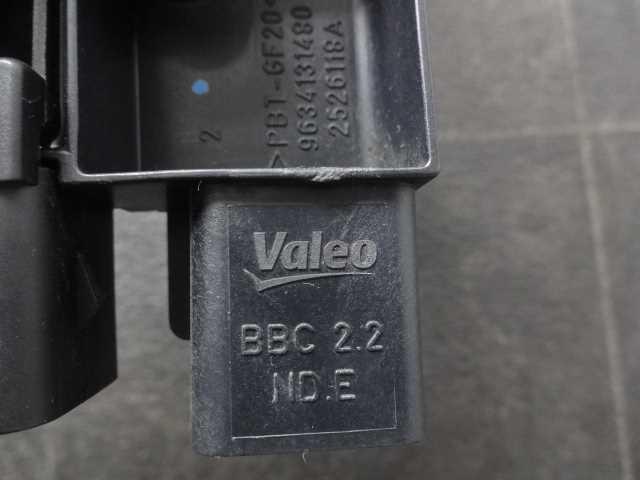 >PBT-GF20<
9634131480
2526118A
2
Valeo
BBC 2.2
ND.E